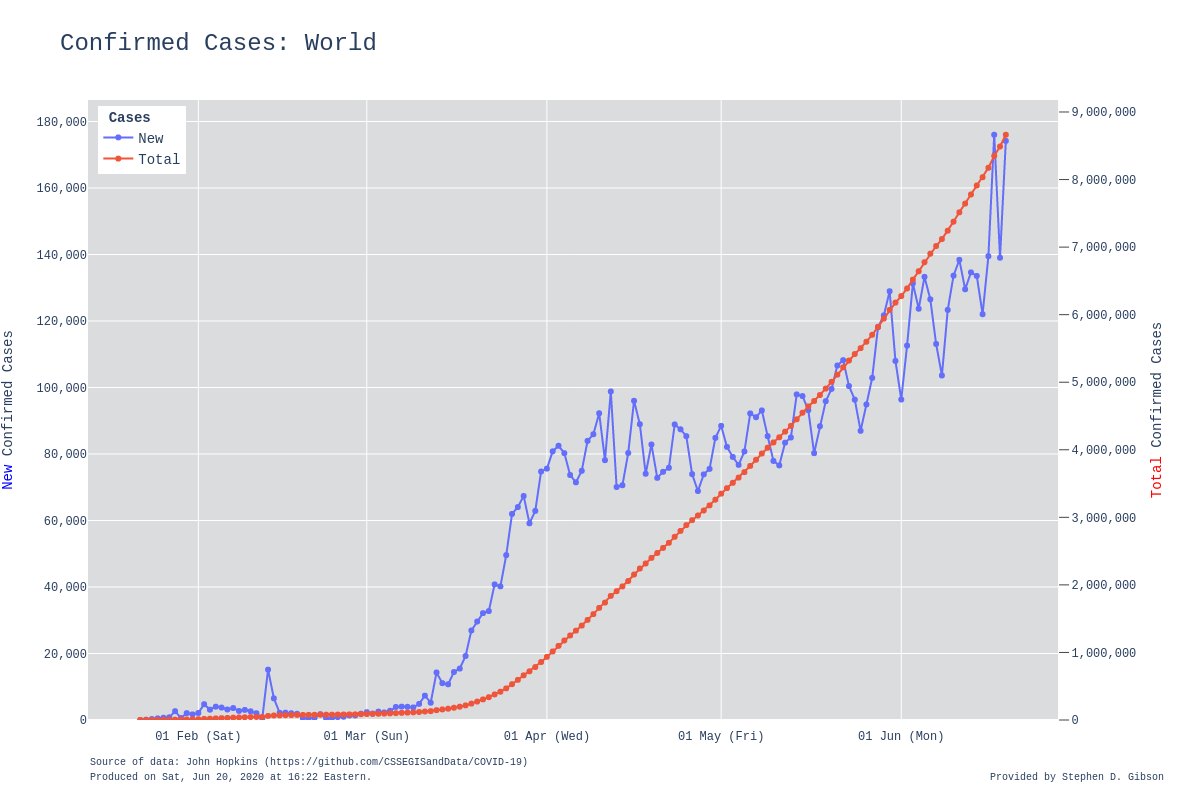 Confirmed Cases: World
Cases
New
Total
180,000
160,000
140,000
120,000
100,000
80,000
60,000
40,000
20,000
0
New Confirmed Cases
9,000,000
8,000,000
7,000,000
6,000,000
5,000,000
4,000,000
3,000,000
2,000,000
1,000,000
0
Total Confirmed Cases
01 Feb (Sat) 01 Mar (Sun) 01 Apr (Wed) 01 May (Fri) 01 Jun (Mon)
Source of data: John Hopkins (https://github.com/CSSEGISandData/COVID-19)
Produced on Sat, Jun 20, 2020 at 16:22 Eastern.
Provided by Stephen D. Gibson